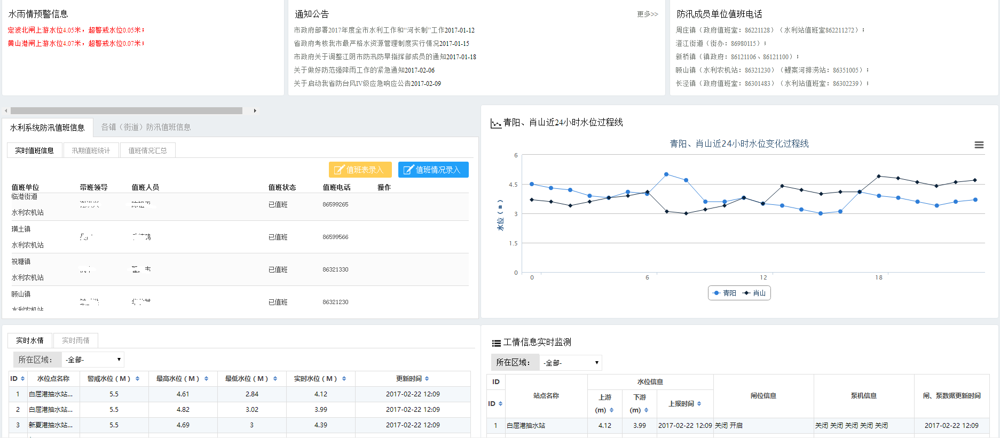 水雨情预警信息
定波北闸上游水位4.05米，超警戒水位0.05米；
黄山港闸上游水位4.07米，超警戒水位0.07米；
通知公告
更多>>
市政府部署2017年度全市水利工作和“河长制”工作2017-01-12
省政府考核我市最严格水资源管理制度实行情况2017-01-15
市政府关于调整江阴市防汛防旱指挥部成员的通知2017-01-18
关于做好防范强降雨工作的紧急通知2017-02-06
关于启动我省防台风IV级应急响应公告2017-02-09
防汛成员单位值班电话
周庄镇（政府值班室：86221128）（水利站值班室862211272）；
澄江街道（街办：86980115）；
新桥镇（镇政府：86121106、86121100）；
顾山镇（水利农机站：86321230）（鲤案河排涝站：86351005）；
长泾镇（政府值班室：86301483）（水利站值班室：86302239）；
水利系统防汛值班信息
各镇（街道）防汛值班信息
实时值班信息 汛期值班统计 值班情况汇总
值班表录入 值班情况录入
值班单位 带班领导 值班人员 值班状态 值班电话 操作
临港街道
水利农机站
已值班 86599265
璜土镇
水利农机站
已值班 86599566
祝塘镇
水利农机站
已值班 86321330
顾山镇
水利农机站
已值班 86321230
青阳、肖山近24小时水位过程线
青阳、肖山近24小时水位变化过程线
水位（m）
6
4.5
3
1.5
0
0 6 12 18
青阳 肖山
实时水情 实时雨情
所在区域： -全部-
ID 水位点名称 警戒水位（M） 最高水位（M） 最低水位（M） 实时水位（M） 更新时间
1 白屈港抽水站... 5.5 4.61 2.84 4.12 2017-02-22 12:09
2 白屈港抽水站... 5.5 4.82 3.02 3.99 2017-02-22 12:09
3 新夏港抽水站... 5.5 4.69 3 4.39 2017-02-22 12:09
工情信息实时监测
所在区域： -全部-
ID 站点名称 水位信息 闸位信息 泵机信息 闸、泵数据更新时间
ID 上游(m) 下游(m) 上报时间
1 白屈港抽水站 4.12 3.99 2017-02-22 12:09 关闭 开启 关闭 关闭 关闭 关闭 关闭 2017-02-22 12:09